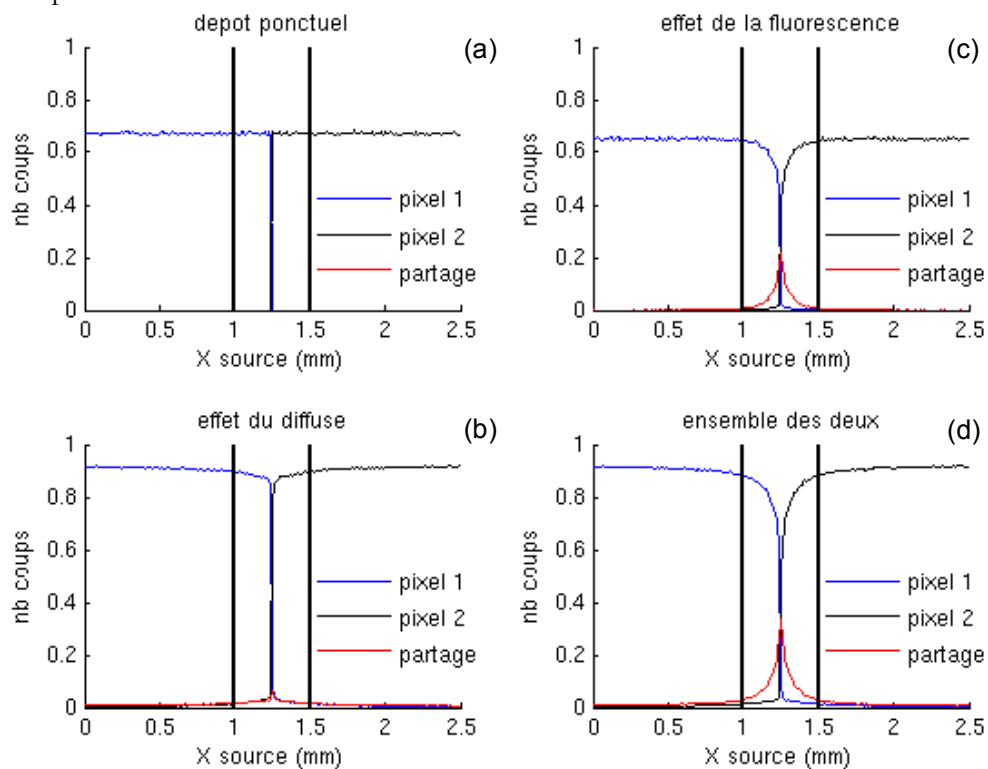 depot ponctuel
(a)
nb coups
1
0.8
0.6
0.4
0.2
0
pixel 1
pixel 2
partage
0 0.5 1 1.5 2 2.5
X source (mm)
effet de la fluorescence
(c)
nb coups
1
0.8
0.6
0.4
0.2
0
pixel 1
pixel 2
partage
0 0.5 1 1.5 2 2.5
X source (mm)
effet du diffuse
(b)
nb coups
1
0.8
0.6
0.4
0.2
0
pixel 1
pixel 2
partage
0 0.5 1 1.5 2 2.5
X source (mm)
ensemble des deux
(d)
nb coups
1
0.8
0.6
0.4
0.2
0
pixel 1
pixel 2
partage
0 0.5 1 1.5 2 2.5
X source (mm)